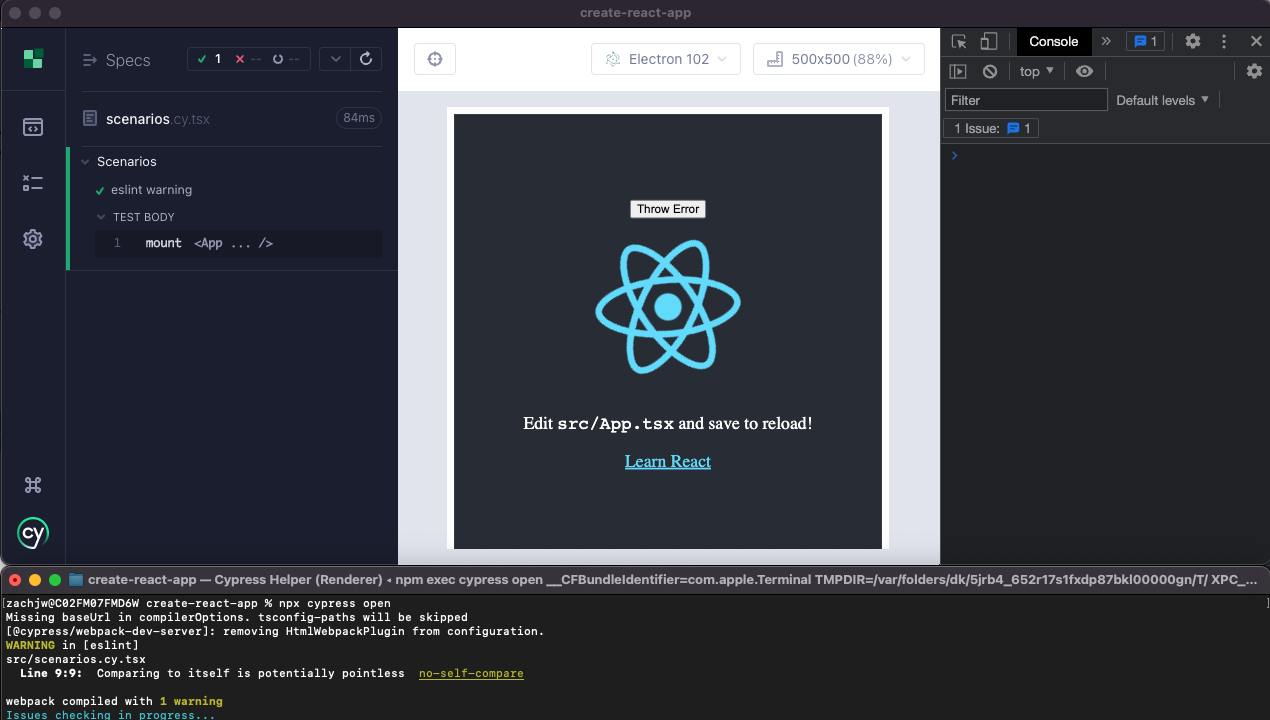 create-react-app
Specs
1 -- --
scenarios.cy.tsx 84ms
Scenarios
eslint warning
TEST BODY
1 mount <App ... />
cy
Electron 102
500x500 (88%)
Throw Error
Edit src/App.tsx and save to reload!
Learn React
Console » 1
top
Filter Default levels
1 Issue: 1
create-react-app — Cypress Helper (Renderer) ◂ npm exec cypress open __CFBundleIdentifier=com.apple.Terminal TMPDIR=/var/folders/dk/5jrb4_652r17s1fxdp87bkl00000gn/T/ XPC_...
[zachjw@C02FM07FMD6W create-react-app % npx cypress open ]
Missing baseUrl in compilerOptions. tsconfig-paths will be skipped
[@cypress/webpack-dev-server]: removing HtmlWebpackPlugin from configuration.
WARNING in [eslint]
src/scenarios.cy.tsx
Line 9:9: Comparing to itself is potentially pointless no-self-compare
webpack compiled with 1 warning
Issues checking in progress...